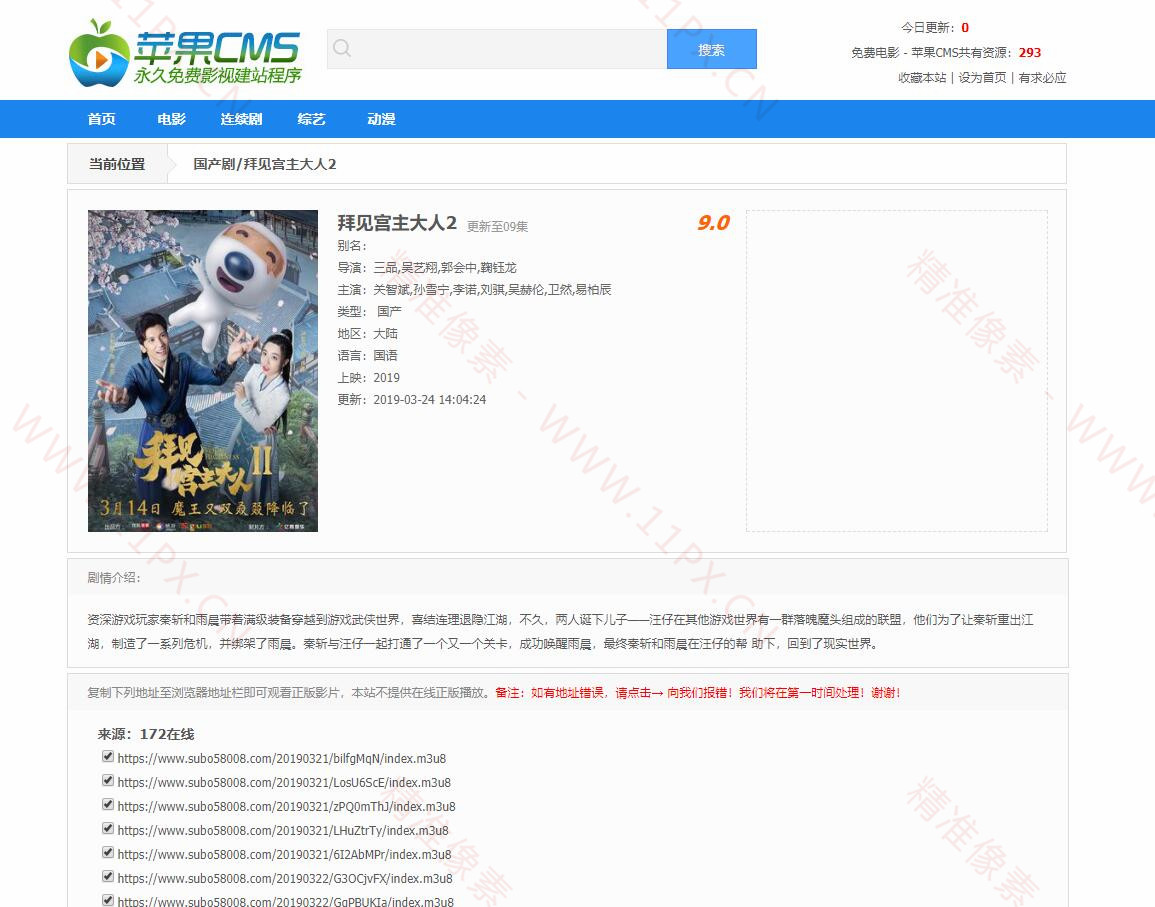 苹果CMS
永久免费影视建站程序
搜索
今日更新：0
免费电影 - 苹果CMS共有资源：293
收藏本站 | 设为首页 | 有求必应
首页 电影 连续剧 综艺 动漫
当前位置 国产剧/拜见宫主大人2
拜见宫主大人2 更新至09集 9.0
别名：
导演：三品,吴艺翔,郭会中,鞠钰龙
主演：关智斌,孙雪宁,李诺,刘骐,吴赫伦,卫然,易柏辰
类型： 国产
地区：大陆
语言：国语
上映：2019
更新：2019-03-24 14:04:24
拜见宫主大人II
3月14日 魔王又双叒叕降临了
剧情介绍：
资深游戏玩家秦斩和雨晨带着满级装备穿越到游戏武侠世界，喜结连理退隐江湖，不久，两人诞下儿子——汪仔在其他游戏世界有一群落魄魔头组成的联盟，他们为了让秦斩重出江
湖，制造了一系列危机，并绑架了雨晨。秦斩与汪仔一起打通了一个又一个关卡，成功唤醒雨晨，最终秦斩和雨晨在汪仔的帮 助下，回到了现实世界。
复制下列地址至浏览器地址栏即可观看正版影片，本站不提供在线正版播放。备注：如有地址错误，请点击→ 向我们报错！我们将在第一时间处理！谢谢！
来源：172在线
https://www.subo58008.com/20190321/bilfgMqN/index.m3u8
https://www.subo58008.com/20190321/LosU6ScE/index.m3u8
https://www.subo58008.com/20190321/zPQ0mThJ/index.m3u8
https://www.subo58008.com/20190321/LHuZtrTy/index.m3u8
https://www.subo58008.com/20190321/6I2AbMPr/index.m3u8
https://www.subo58008.com/20190322/G3OCjvFX/index.m3u8
https://www.subo58008.com/20190322/GqPBUKIa/index.m3u8
精准像素 - WWW.11PX.CN